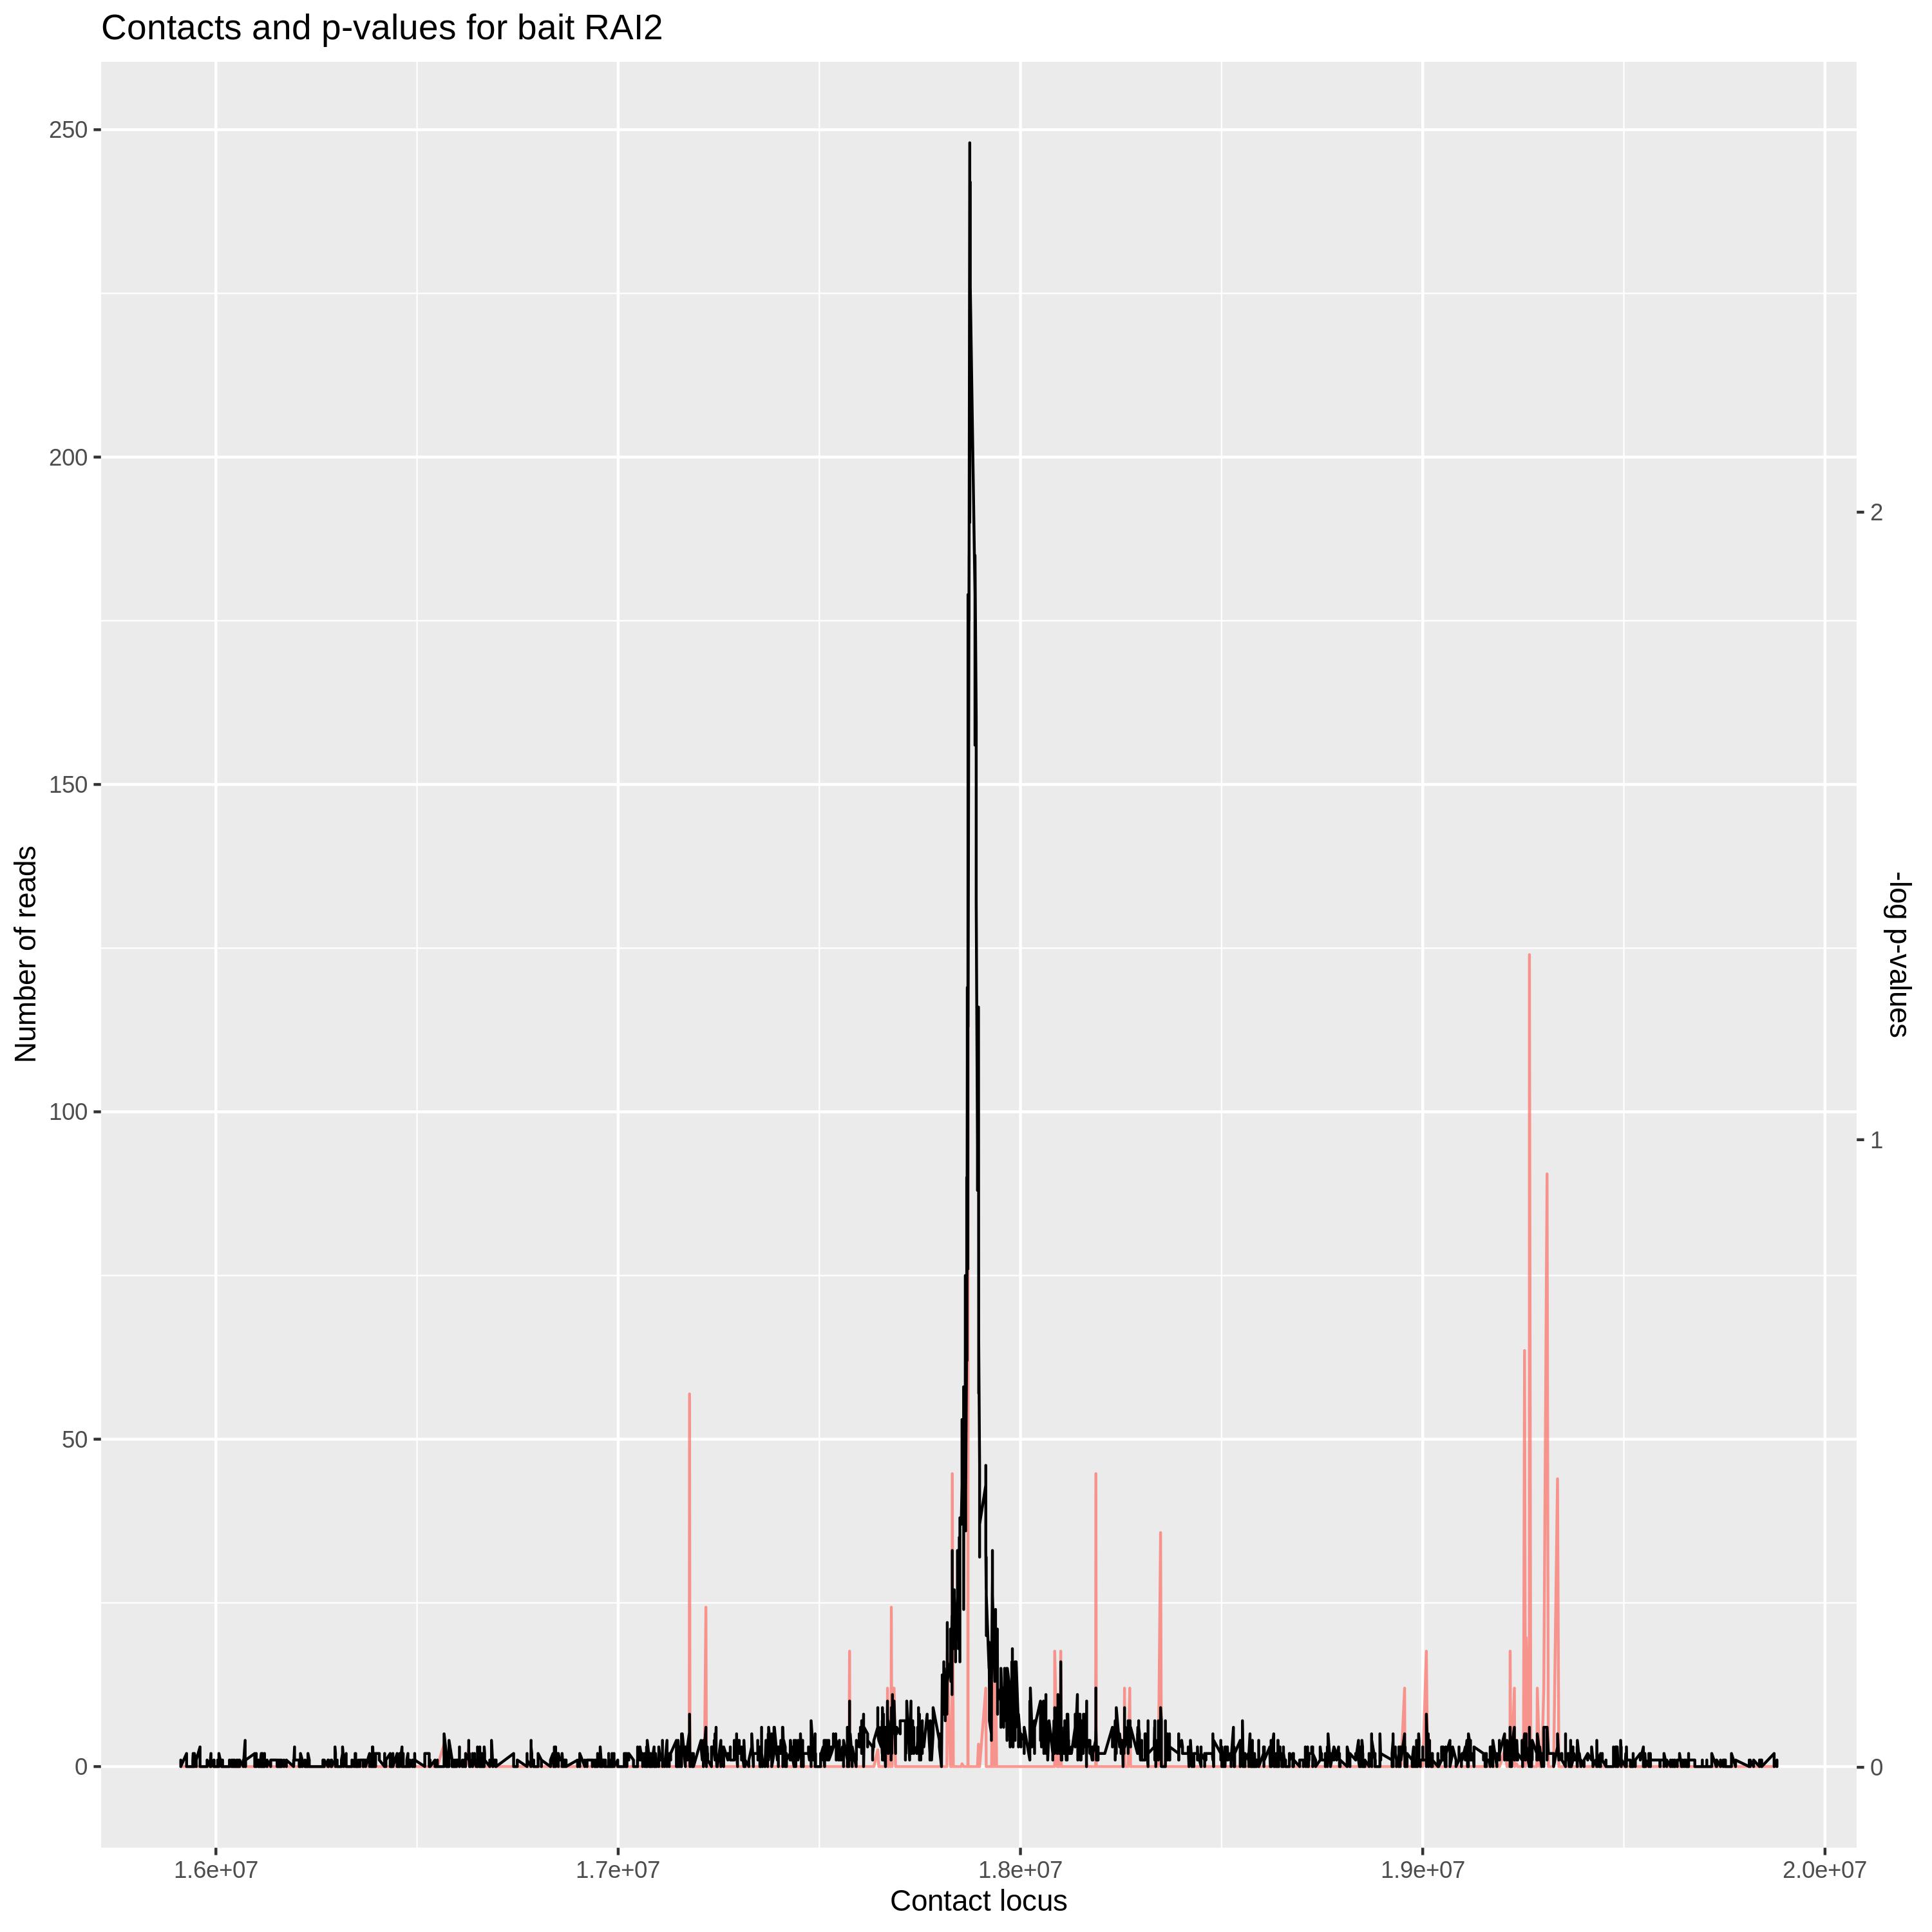 Contacts and p-values for bait RAI2
250
200
150
100
50
0
Number of reads
2
1
0
-log p-values
1.6e+07
1.7e+07
1.8e+07
1.9e+07
2.0e+07
Contact locus